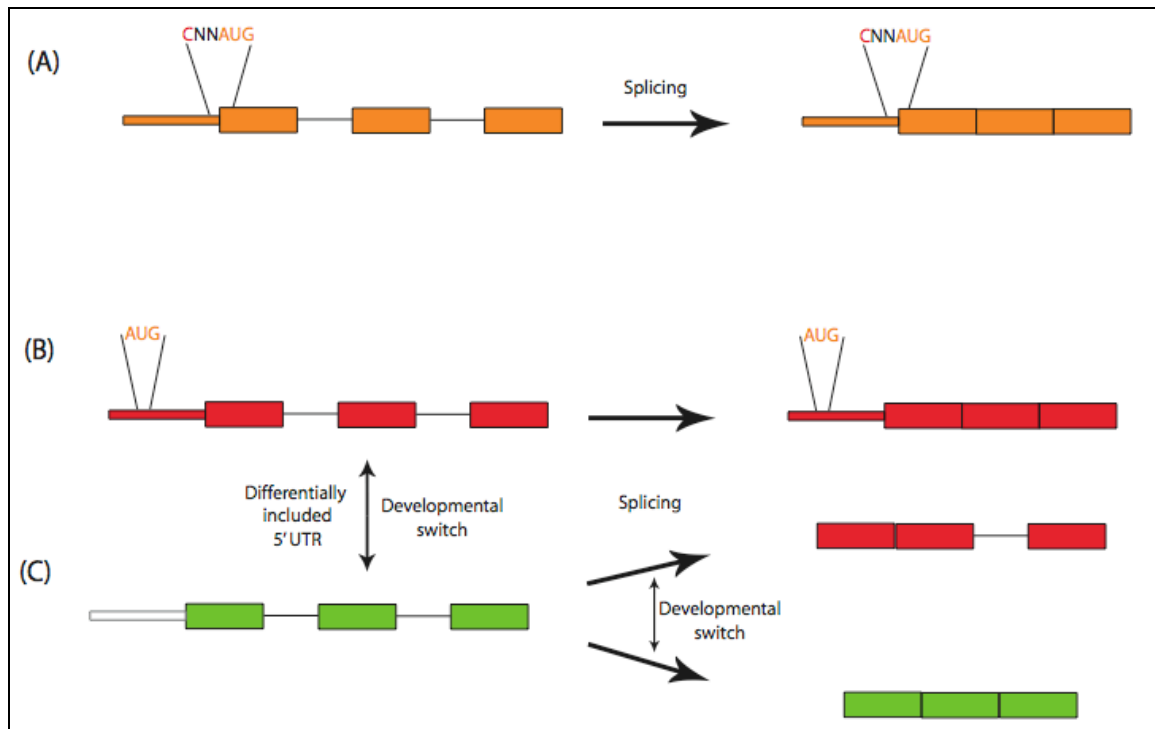 CNNAUG
CNNAUG
(A)
Splicing
AUG
AUG
(B)
Differentially
included
5' UTR
Developmental
switch
Splicing
(C)
Developmental
switch